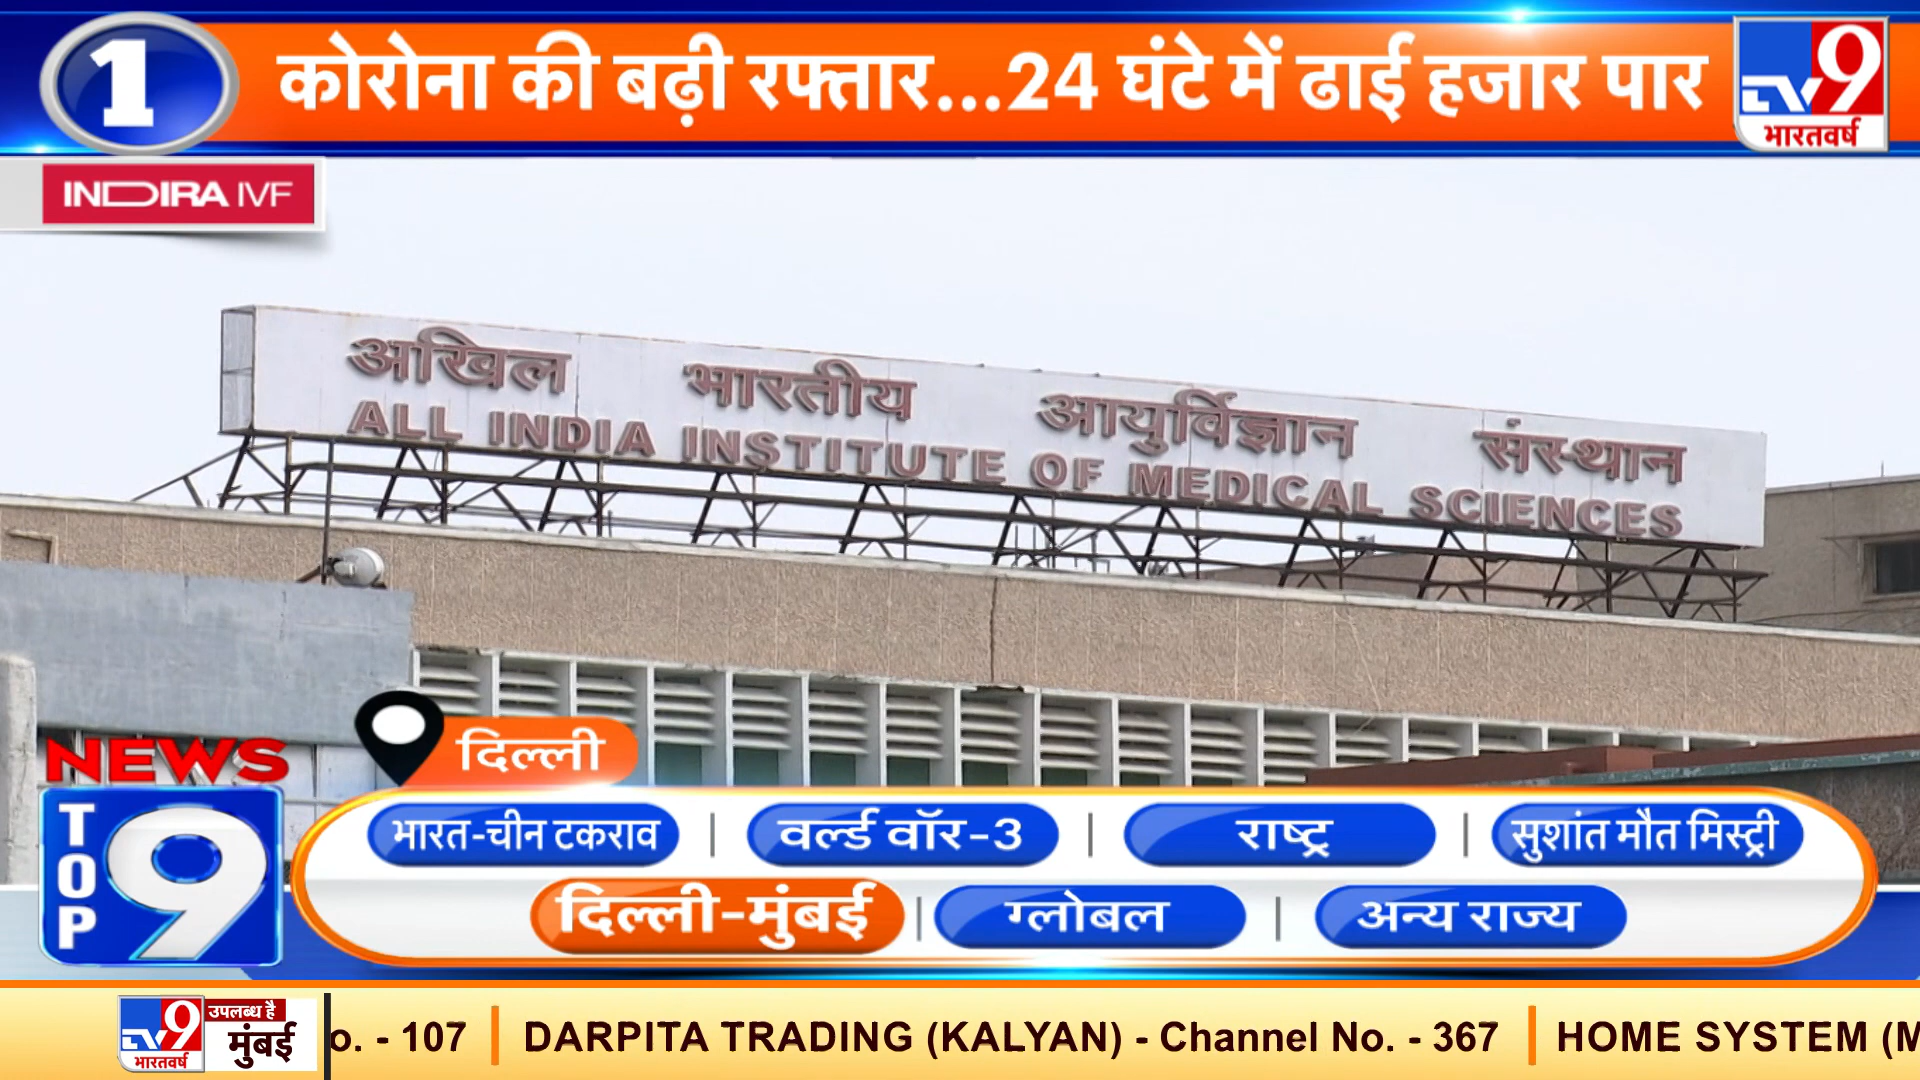 1
कोरोना की बढ़ी रफ्तार...24 घंटे में ढाई हजार पार
TV9
भारतवर्ष
INDIRA IVF
अखिल भारतीय आयुर्विज्ञान संस्थान
ALL INDIA INSTITUTE OF MEDICAL SCIENCES
दिल्ली
NEWS
TOP
9
भारत-चीन टकराव | वर्ल्ड वॉर-3 | राष्ट्र | सुशांत मौत मिस्ट्री
दिल्ली-मुंबई | ग्लोबल | अन्य राज्य
TV9
भारतवर्ष
उपलब्ध है
मुंबई
o. - 107 | DARPITA TRADING (KALYAN) - Channel No. - 367 | HOME SYSTEM (M